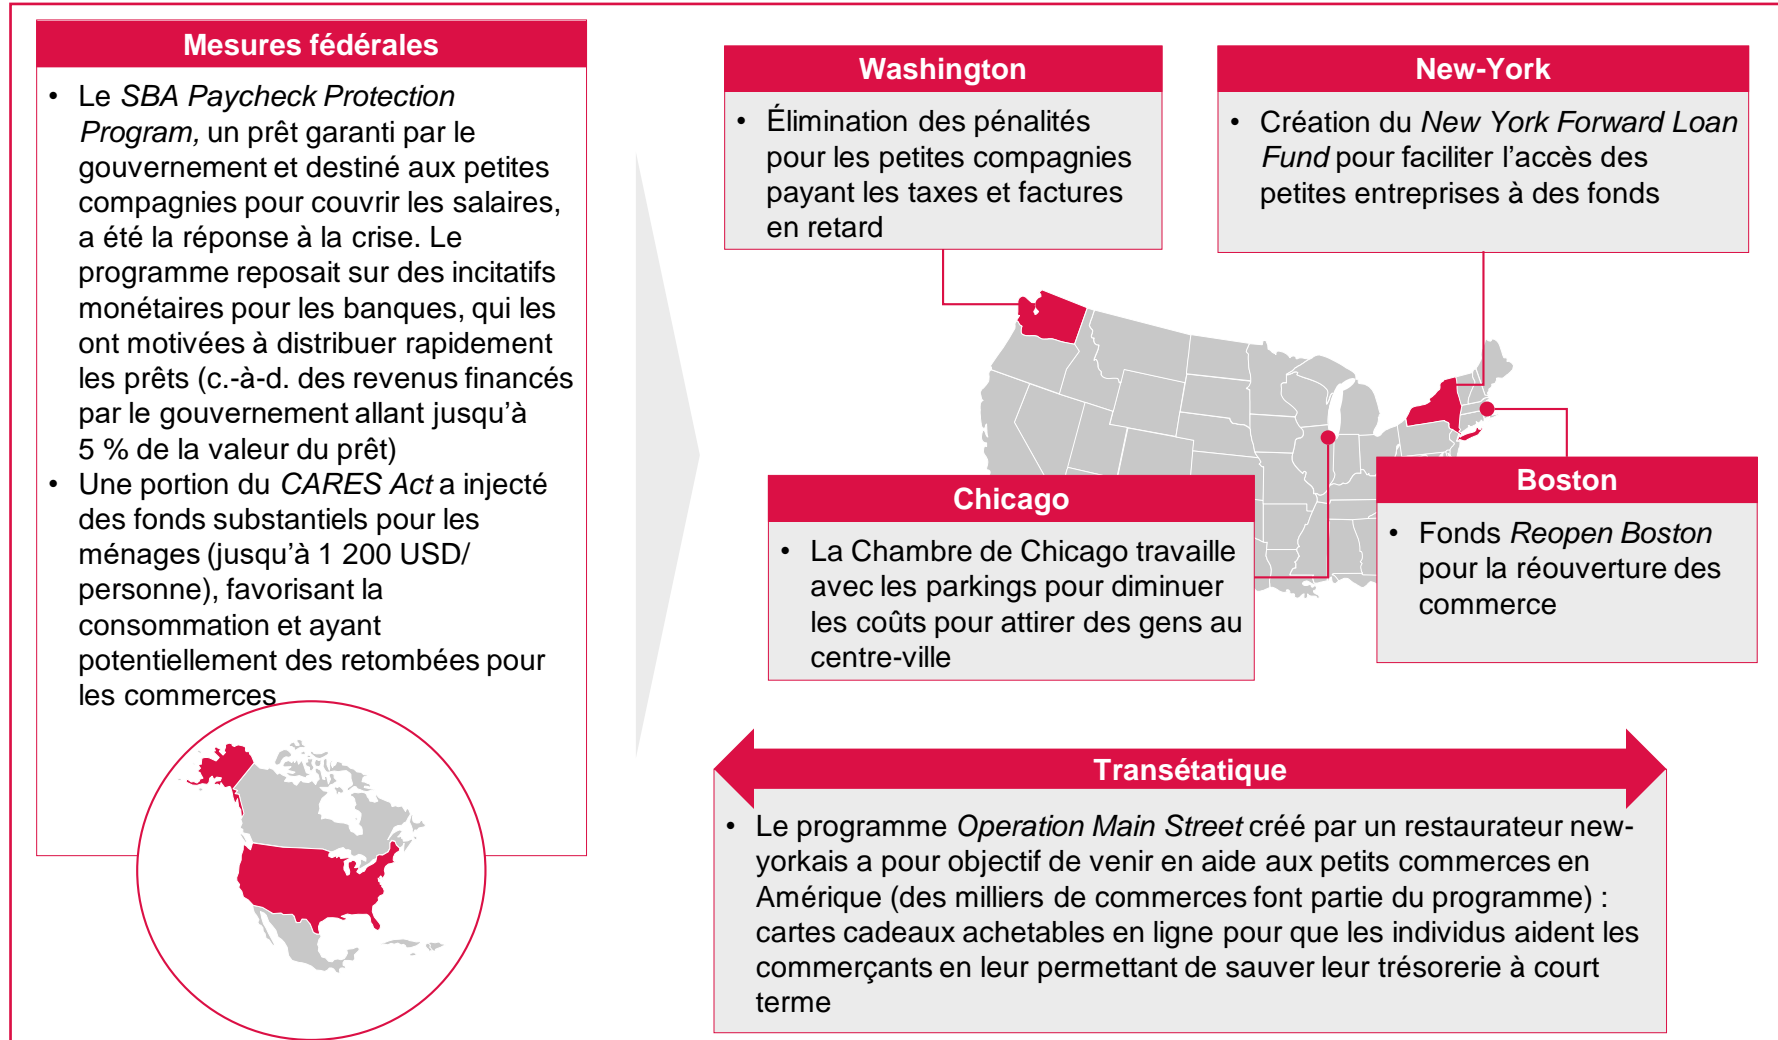 Mesures fédérales
• Le SBA Paycheck Protection
Program, un prêt garanti par le
gouvernement et destiné aux petites
compagnies pour couvrir les salaires,
a été la réponse à la crise. Le
programme reposait sur des incitatifs
monétaires pour les banques, qui les
ont motivées à distribuer rapidement
les prêts (c.-à-d. des revenus financés
par le gouvernement allant jusqu’à
5 % de la valeur du prêt)
• Une portion du CARES Act a injecté
des fonds substantiels pour les
ménages (jusqu’à 1 200 USD/
personne), favorisant la
consommation et ayant
potentiellement des retombées pour
les commerces
Washington
• Élimination des pénalités
pour les petites compagnies
payant les taxes et factures
en retard
New-York
• Création du New York Forward Loan
Fund pour faciliter l’accès des
petites entreprises à des fonds
Chicago
• La Chambre de Chicago travaille
avec les parkings pour diminuer
les coûts pour attirer des gens au
centre-ville
Boston
• Fonds Reopen Boston
pour la réouverture des
commerce
Transétatique
• Le programme Operation Main Street créé par un restaurateur new-
yorkais a pour objectif de venir en aide aux petits commerces en
Amérique (des milliers de commerces font partie du programme) :
cartes cadeaux achetables en ligne pour que les individus aident les
commerçants en leur permettant de sauver leur trésorerie à court
terme